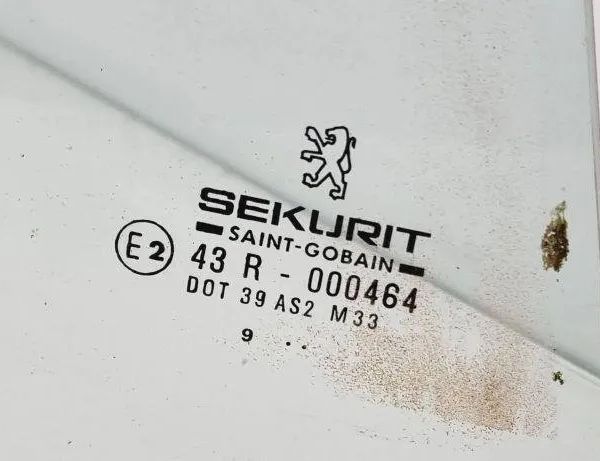 SEKURIT
SAINT-GOBAIN
E2
43 R - 000464
DOT 39 AS2 M33
9 . .